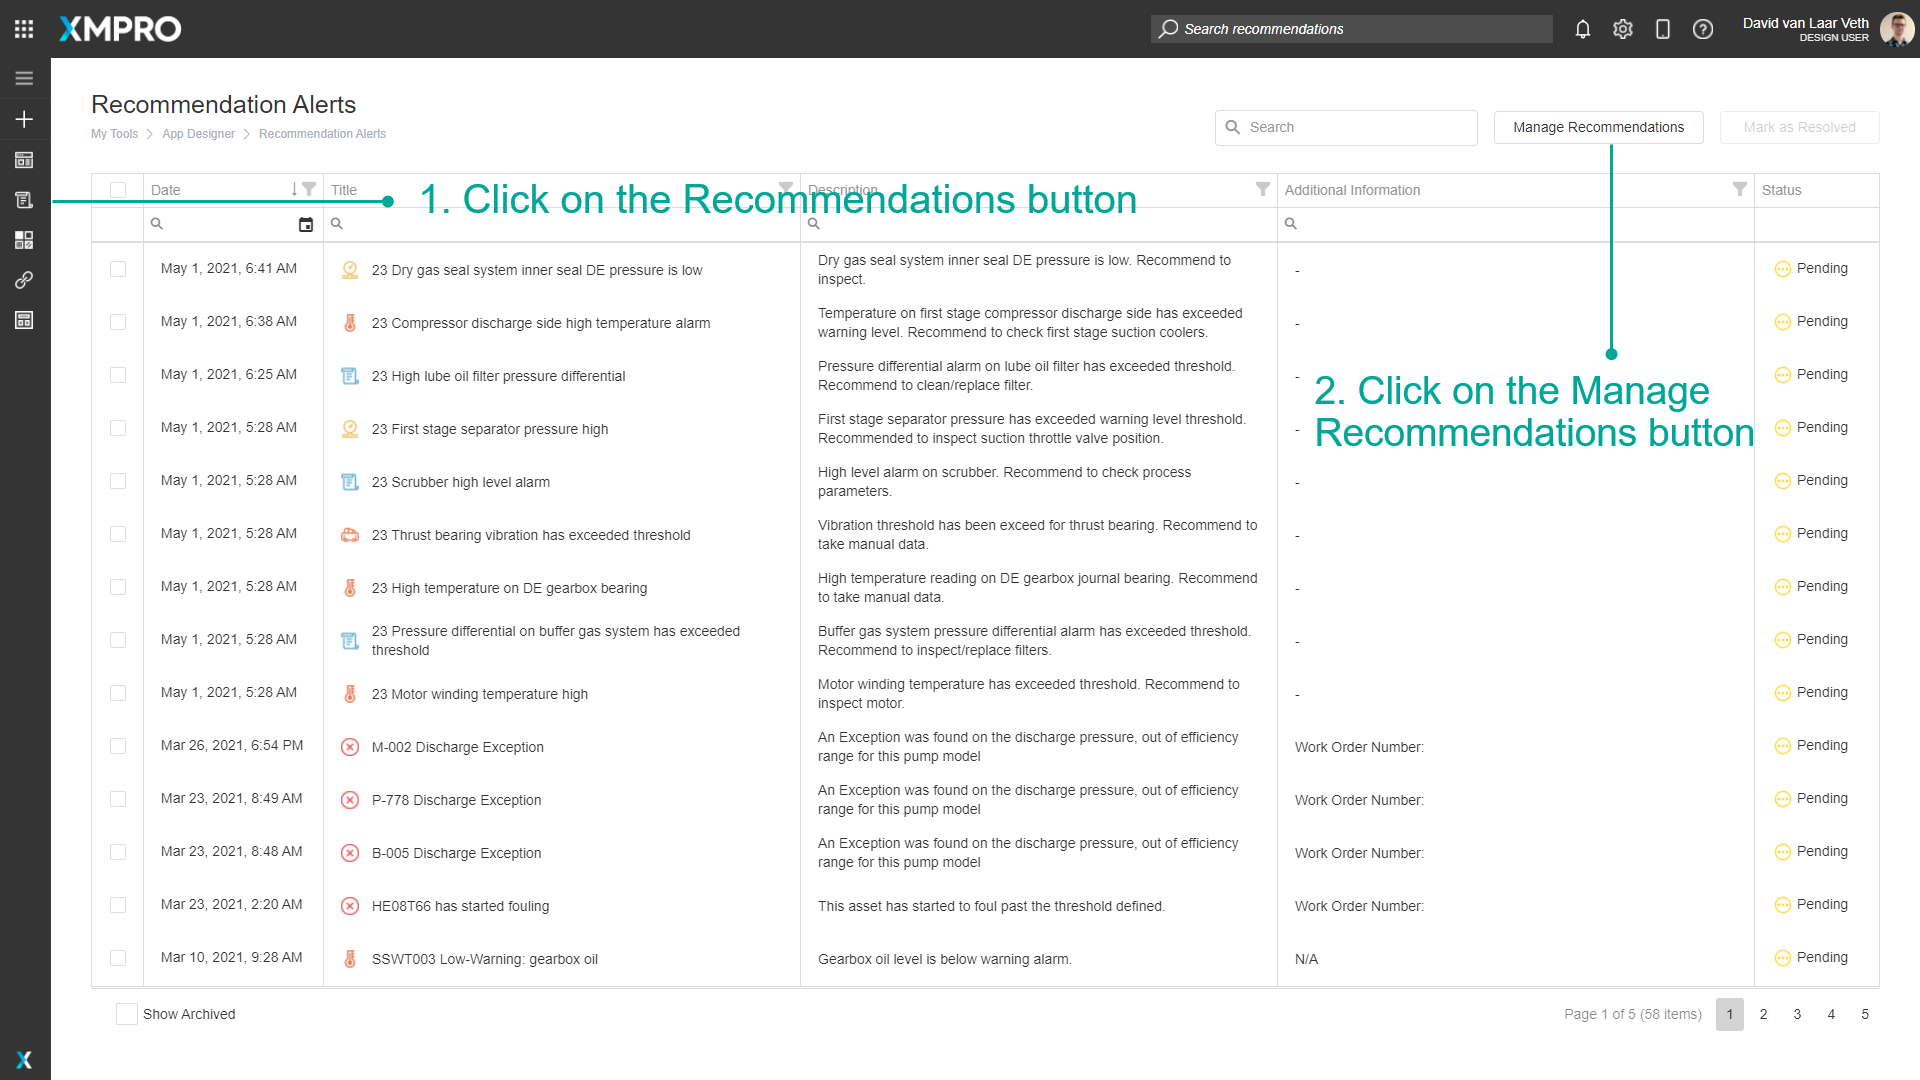 XMPRO
Search recommendations
David van Laar Veth
DESIGN USER
Recommendation Alerts
My Tools
App Designer
Recommendation Alerts
Search
Manage Recommendations
Mark as Resolved
Date
Title
Description
Additional Information
Status
1. Click on the Recommendations button
May 1, 2021, 6:41 AM
23 Dry gas seal system inner seal DE pressure is low
Dry gas seal system inner seal DE pressure is low. Recommend to
inspect.
-
Pending
May 1, 2021, 6:38 AM
23 Compressor discharge side high temperature alarm
Temperature on first stage compressor discharge side has exceeded
warning level. Recommend to check first stage suction coolers.
-
Pending
May 1, 2021, 6:25 AM
23 High lube oil filter pressure differential
Pressure differential alarm on lube oil filter has exceeded threshold.
Recommend to clean/replace filter.
-
Pending
2. Click on the Manage
Recommendations button
May 1, 2021, 5:28 AM
23 First stage separator pressure high
First stage separator pressure has exceeded warning level threshold.
Recommended to inspect suction throttle valve position.
-
Pending
May 1, 2021, 5:28 AM
23 Scrubber high level alarm
High level alarm on scrubber. Recommend to check process
parameters.
-
Pending
May 1, 2021, 5:28 AM
23 Thrust bearing vibration has exceeded threshold
Vibration threshold has been exceed for thrust bearing. Recommend to
take manual data.
-
Pending
May 1, 2021, 5:28 AM
23 High temperature on DE gearbox bearing
High temperature reading on DE gearbox journal bearing. Recommend
to take manual data.
-
Pending
May 1, 2021, 5:28 AM
23 Pressure differential on buffer gas system has exceeded
threshold
Buffer gas system pressure differential alarm has exceeded threshold.
Recommend to inspect/replace filters.
-
Pending
May 1, 2021, 5:28 AM
23 Motor winding temperature high
Motor winding temperature has exceeded threshold. Recommend to
inspect motor.
-
Pending
Mar 26, 2021, 6:54 PM
M-002 Discharge Exception
An Exception was found on the discharge pressure, out of efficiency
range for this pump model
Work Order Number:
Pending
Mar 23, 2021, 8:49 AM
P-778 Discharge Exception
An Exception was found on the discharge pressure, out of efficiency
range for this pump model
Work Order Number:
Pending
Mar 23, 2021, 8:48 AM
B-005 Discharge Exception
An Exception was found on the discharge pressure, out of efficiency
range for this pump model
Work Order Number:
Pending
Mar 23, 2021, 2:20 AM
HE08T66 has started fouling
This asset has started to foul past the threshold defined.
Work Order Number:
Pending
Mar 10, 2021, 9:28 AM
SSWT003 Low-Warning: gearbox oil
Gearbox oil level is below warning alarm.
N/A
Pending
Show Archived
Page 1 of 5 (58 items)
1 2 3 4 5